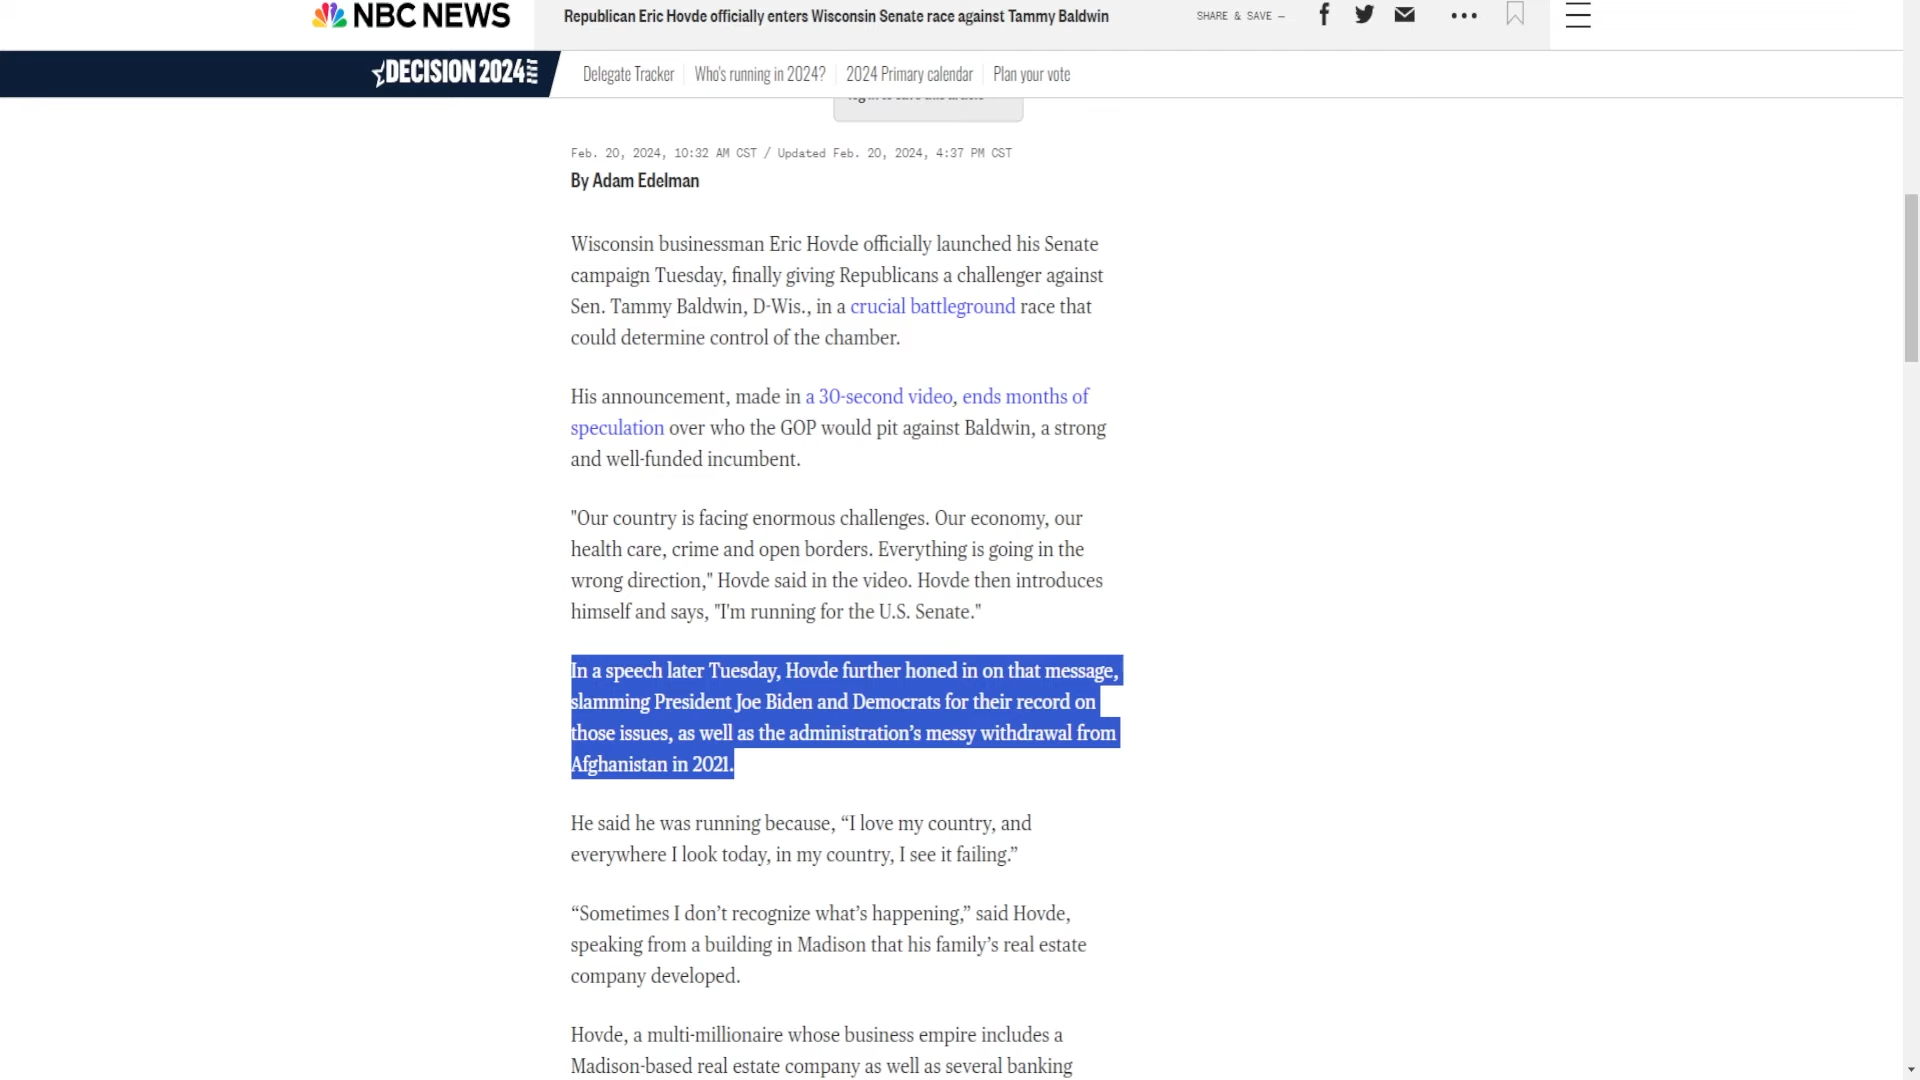 NBC NEWS
Republican Eric Hovde officially enters Wisconsin Senate race against Tammy Baldwin
SHARE & SAVE —
DECISION 2024
Delegate Tracker
Who's running in 2024?
2024 Primary calendar
Plan your vote
Feb. 20, 2024, 10:32 AM CST / Updated Feb. 20, 2024, 4:37 PM CST
By Adam Edelman
Wisconsin businessman Eric Hovde officially launched his Senate
campaign Tuesday, finally giving Republicans a challenger against
Sen. Tammy Baldwin, D-Wis., in a crucial battleground race that
could determine control of the chamber.
His announcement, made in a 30-second video, ends months of
speculation over who the GOP would pit against Baldwin, a strong
and well-funded incumbent.
"Our country is facing enormous challenges. Our economy, our
health care, crime and open borders. Everything is going in the
wrong direction," Hovde said in the video. Hovde then introduces
himself and says, "I'm running for the U.S. Senate."
In a speech later Tuesday, Hovde further honed in on that message,
slamming President Joe Biden and Democrats for their record on
those issues, as well as the administration’s messy withdrawal from
Afghanistan in 2021.
He said he was running because, “I love my country, and
everywhere I look today, in my country, I see it failing.”
“Sometimes I don’t recognize what’s happening,” said Hovde,
speaking from a building in Madison that his family’s real estate
company developed.
Hovde, a multi-millionaire whose business empire includes a
Madison-based real estate company as well as several banking